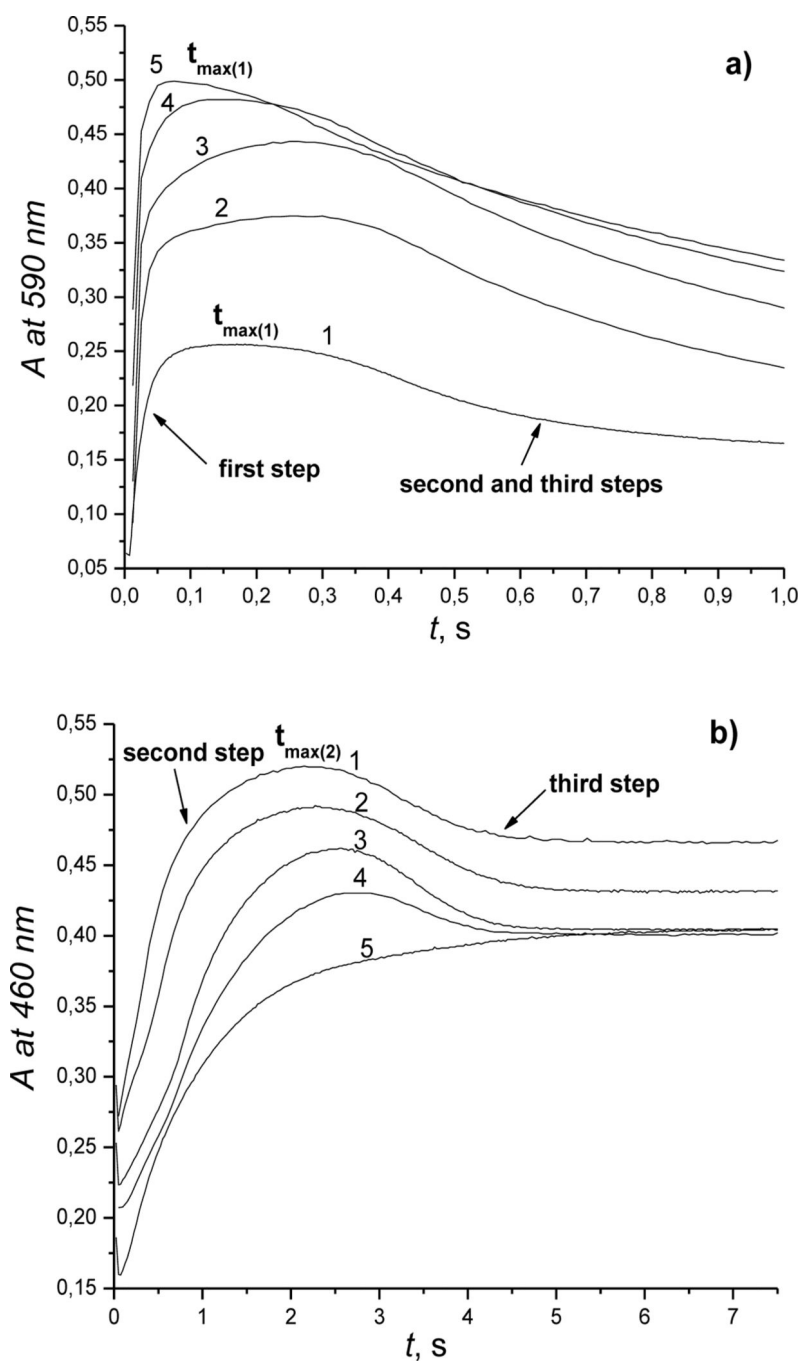 a)
0,55
0,50
0,45
0,40
0,35
0,30
0,25
0,20
0,15
0,10
0,05
A at 590 nm
5
t max(1)
4
3
2
t max(1)
1
first step
second and third steps
0,0 0,1 0,2 0,3 0,4 0,5 0,6 0,7 0,8 0,9 1,0
t, s
b)
0,55
0,50
0,45
0,40
0,35
0,30
0,25
0,20
0,15
A at 460 nm
second step
t max(2)
1
2
3
4
5
third step
0 1 2 3 4 5 6 7
t, s